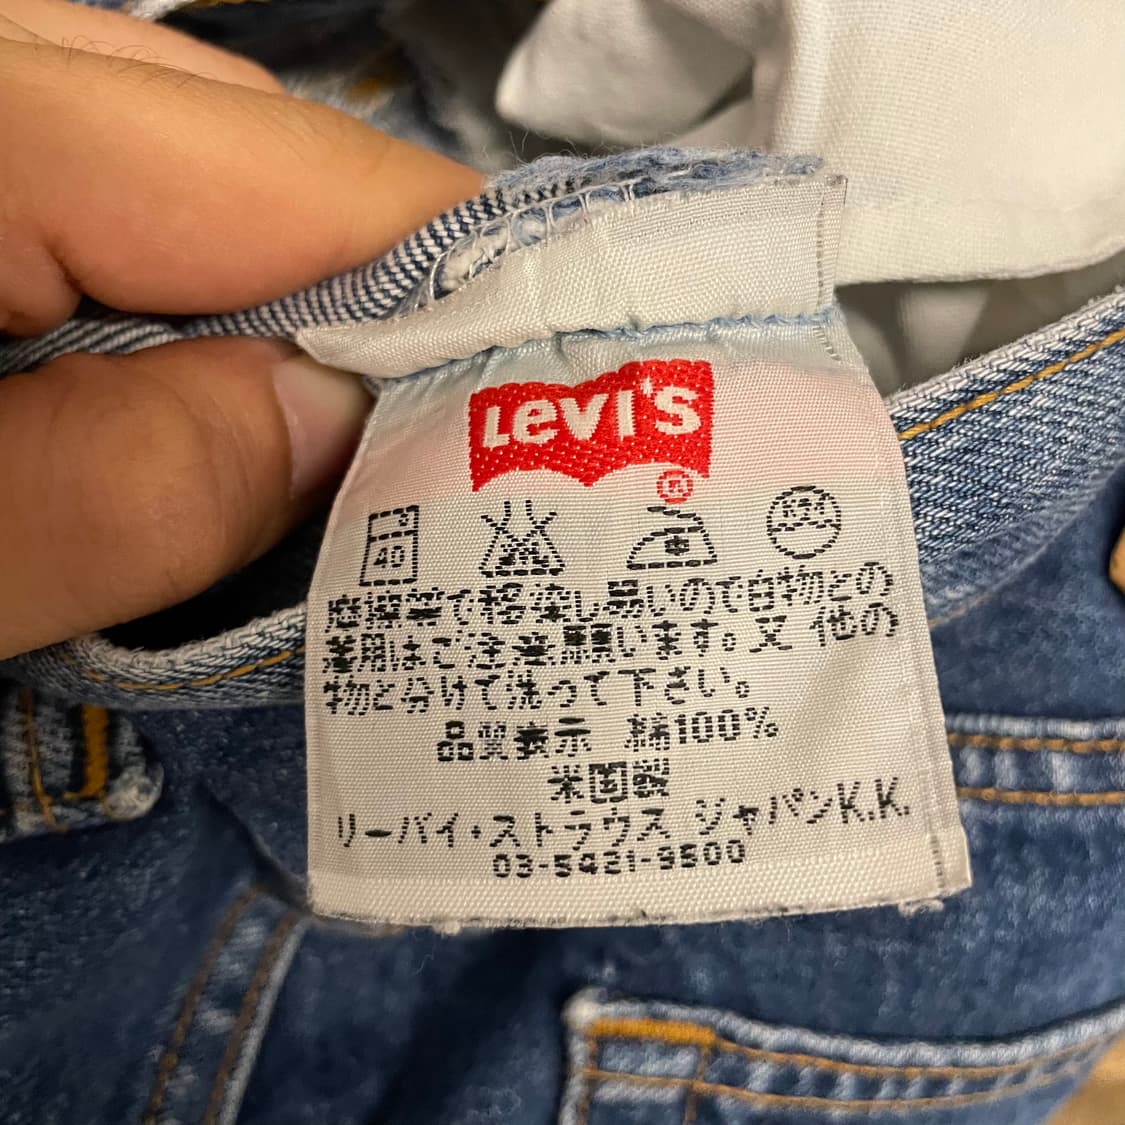 Levi's
®
40
摩擦等で移染し易いので白物との
着用はご注意願います。又 他の
物と分けて洗って下さい。
品質表示 綿100%
米国製
リーバイ・ストラウス ジャパンK.K.
03-5421-9500